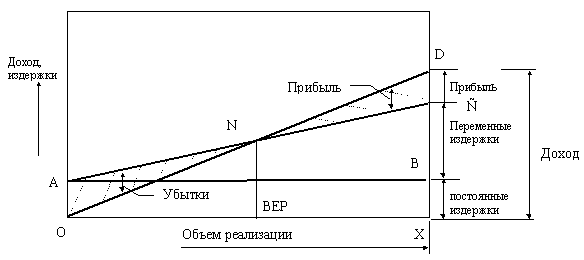 Доход,
издержки
D
Прибыль
Прибыль
Ñ
N
Переменные
издержки
Доход
A
B
Убытки
постоянные
издержки
BEP
O
Объем реализации
X